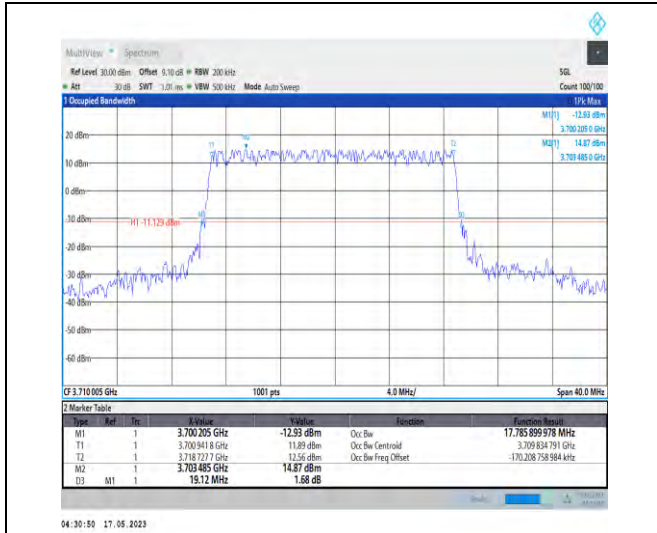 MultiView Spectrum
Ref Level 30.00 dBm Offset 9.10 dB RBW 200 kHz SGL
Att 30 dB SWT 1.01 ms VBW 500 kHz Mode Auto Sweep Count 100/100
1 Occupied Bandwidth 1Pk Max
M1[1] -12.93 dBm
3.700 205 0 GHz
M2[1] 14.87 dBm
3.703 485 0 GHz
20 dBm
T1 M2 T2
10 dBm
0 dBm
-10 dBm
H1 -11.129 dBm
M1 D3
-20 dBm
-30 dBm
-40 dBm
-50 dBm
-60 dBm
CF 3.710 005 GHz 1001 pts 4.0 MHz/ Span 40.0 MHz
2 Marker Table
Type Ref Trc X-Value Y-Value Function Function Result
M1 1 3.700 205 GHz -12.93 dBm Occ Bw 17.785 899 978 MHz
T1 1 3.700 941 8 GHz 11.89 dBm Occ Bw Centroid 3.709 834 791 GHz
T2 1 3.718 727 7 GHz 12.56 dBm Occ Bw Freq Offset -170.208 758 984 kHz
M2 1 3.703 485 GHz 14.87 dBm
D3 M1 1 19.12 MHz 1.68 dB
04:30:50 17.05.2023